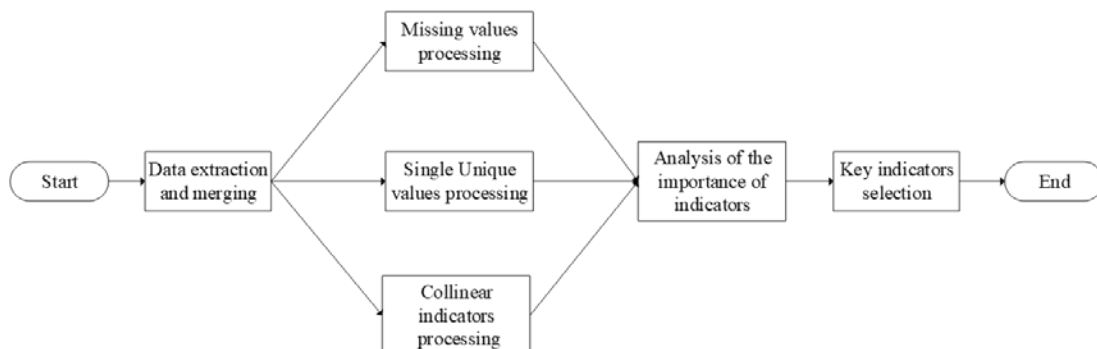 Start
Data extraction
and merging
Missing values
processing
Single Unique
values processing
Collinear
indicators
processing
Analysis of the
importance of
indicators
Key indicators
selection
End